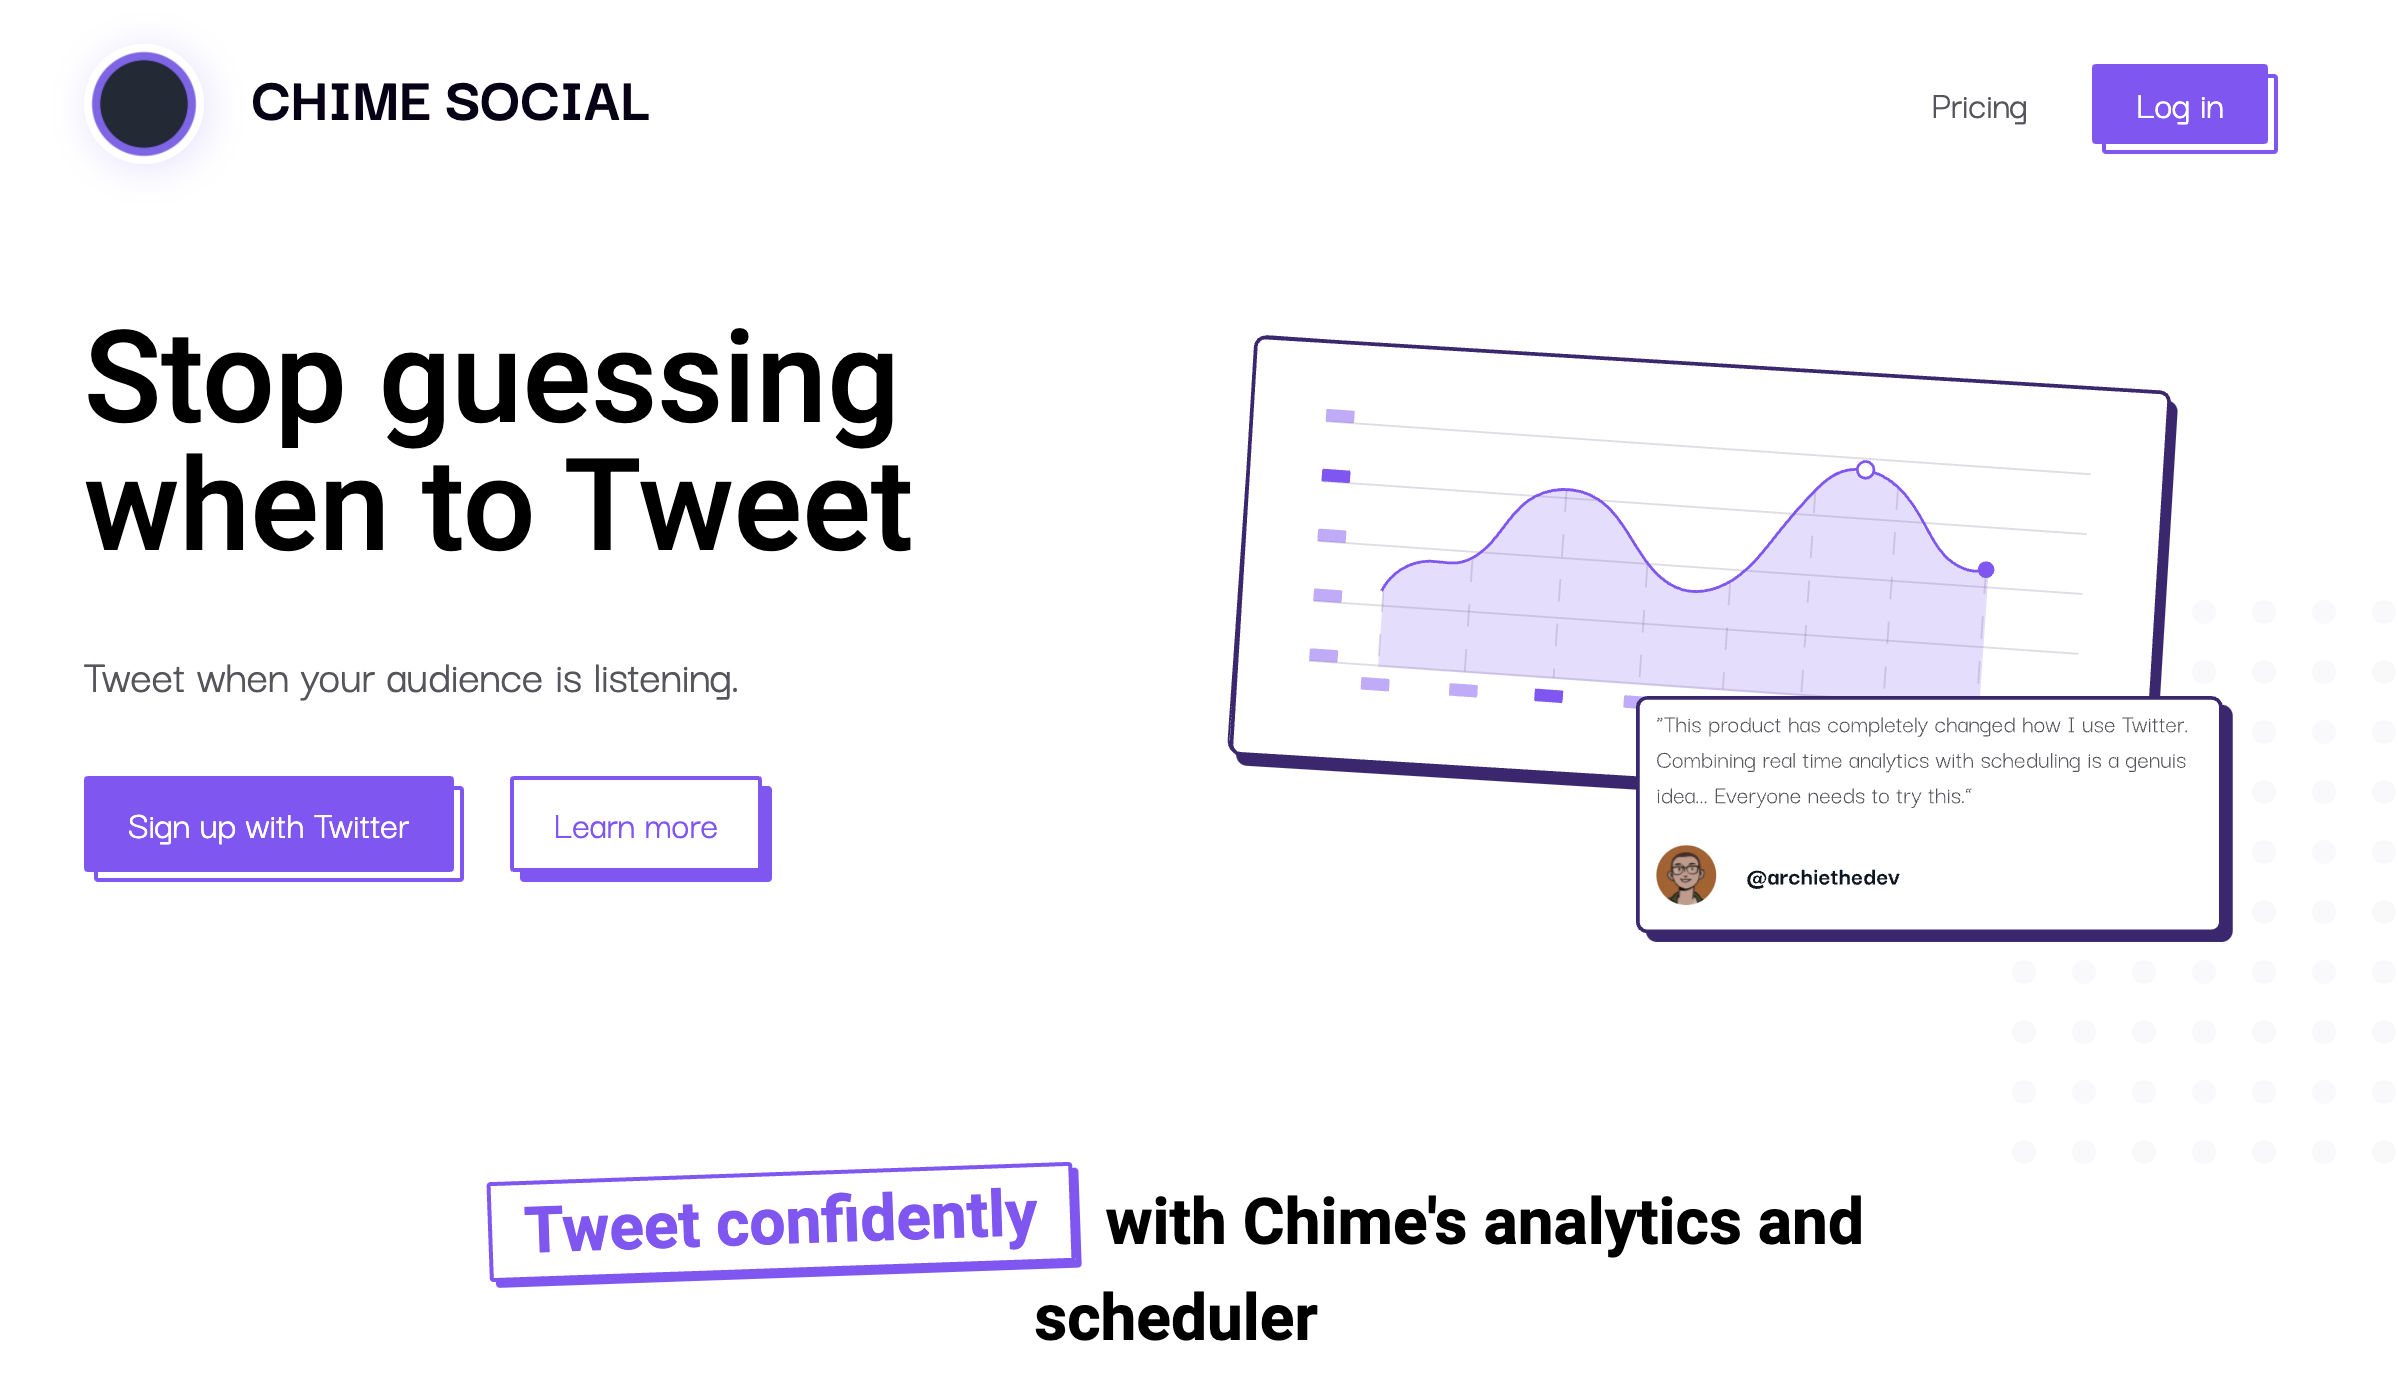 CHIME SOCIAL
Pricing
Log in
Stop guessing
when to Tweet
Tweet when your audience is listening.
Sign up with Twitter
Learn more
"This product has completely changed how I use Twitter.
Combining real time analytics with scheduling is a genuis
idea... Everyone needs to try this."
@archiethedev
Tweet confidently with Chime's analytics and
scheduler